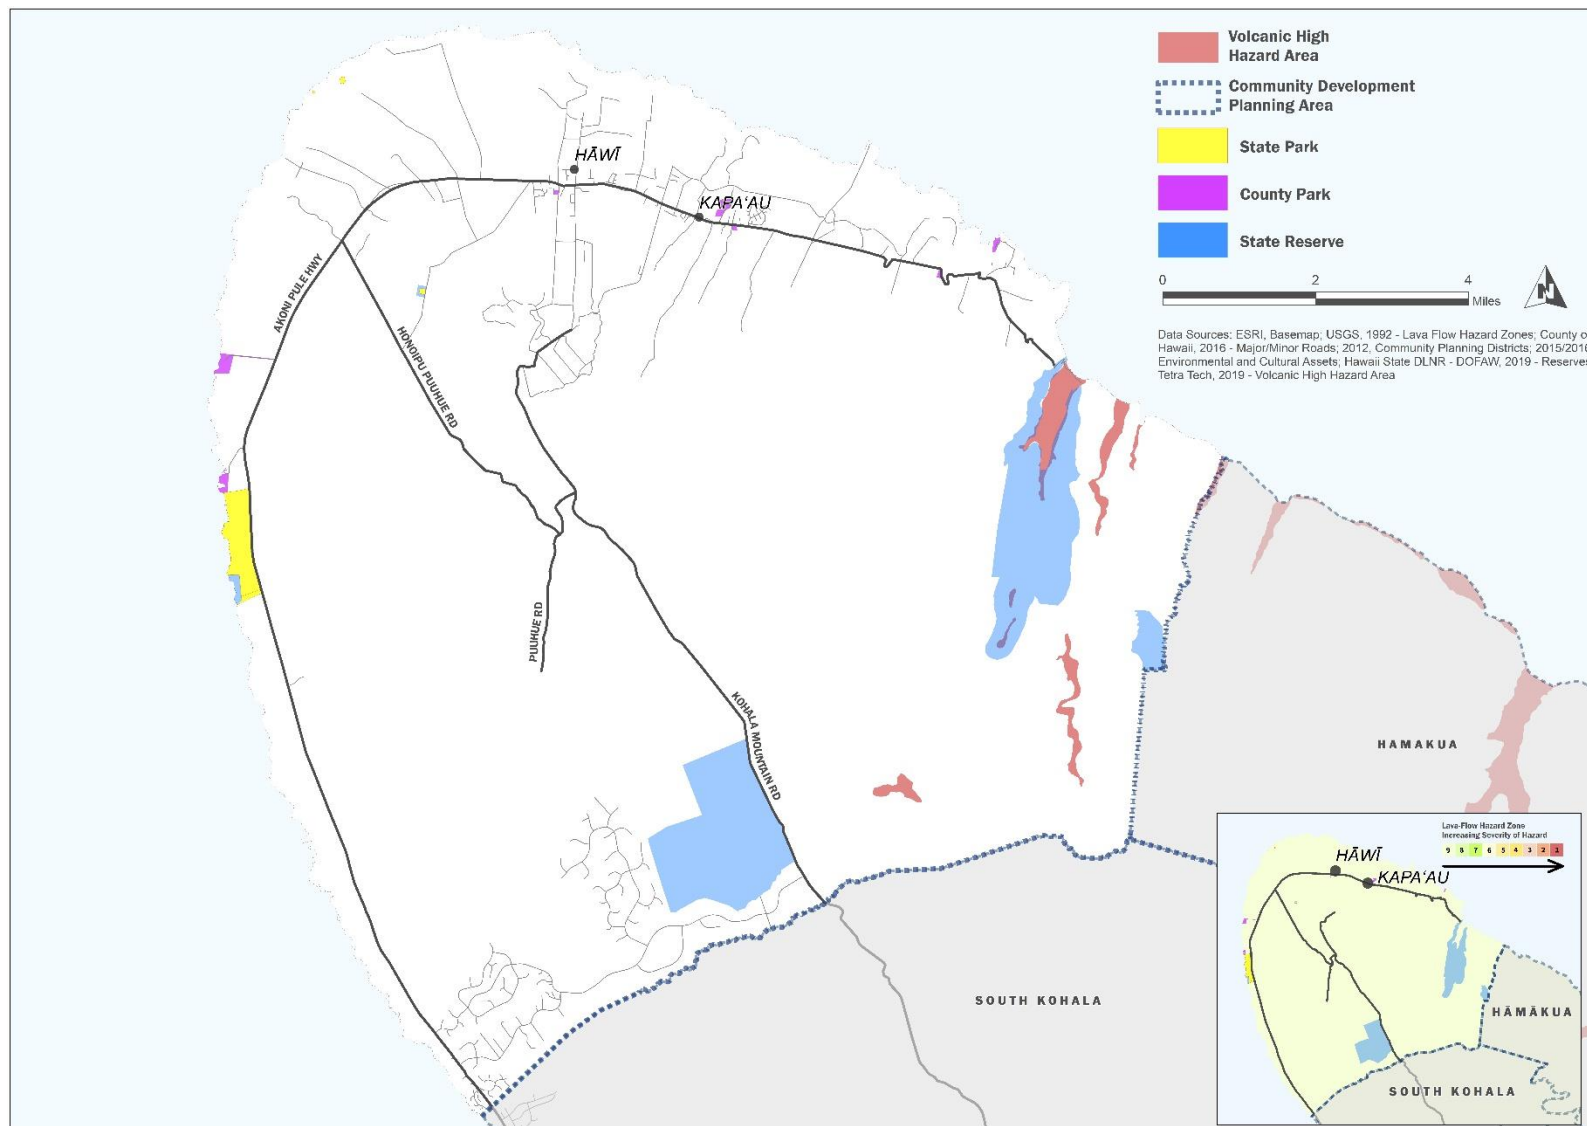 Volcanic High
Hazard Area
Community Development
Planning Area
State Park
County Park
State Reserve
0 2 4
Miles
N
Data Sources: ESRI, Basemap; USGS, 1992 - Lava Flow Hazard Zones; County o
Hawaii, 2016 - Major/Minor Roads; 2012, Community Planning Districts; 2015/2016
Environmental and Cultural Assets; Hawaii State DLNR - DOFAW, 2019 - Reserves
Tetra Tech, 2019 - Volcanic High Hazard Area
HĀWĪ
KAPAʻAU
AKONI PULE HWY
HONOIPU PUUHUE RD
PUUHUE RD
KOHALA MOUNTAIN RD
HAMAKUA
SOUTH KOHALA
Lava-Flow Hazard Zone
Increasing Severity of Hazard
9 8 7 6 5 4 3 2 1
HĀWĪ
KAPAʻAU
HĀMĀKUA
SOUTH KOHALA